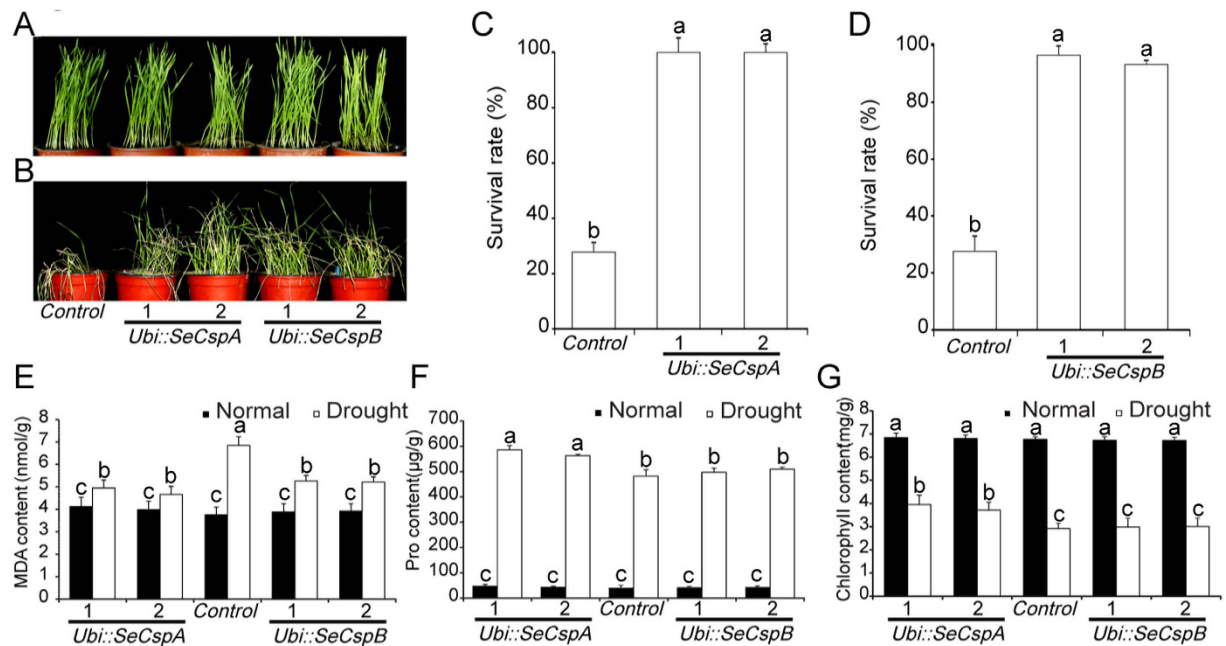 A
B
Control 1 2 1 2
Ubi::SeCspA Ubi::SeCspB
C
Survival rate (%)
100
80
60
40
20
0
b a a
Control 1 2
Ubi::SeCspA
D
Survival rate (%)
100
80
60
40
20
0
b a a
Control 1 2
Ubi::SeCspB
E
Normal Drought
MDA content (nmol/g)
8
7
6
5
4
3
2
1
0
c b c b c a c b c b
1 2 Control 1 2
Ubi::SeCspA Ubi::SeCspB
F
Normal Drought
Pro content(µg/g)
700
600
500
400
300
200
100
0
c a c a c b c b c b
1 2 Control 1 2
Ubi::SeCspA Ubi::SeCspB
G
Normal Drought
Chlorophyll content(mg/g)
8
7
6
5
4
3
2
1
0
a b a b a c a c a c
1 2 Control 1 2
Ubi::SeCspA Ubi::SeCspB